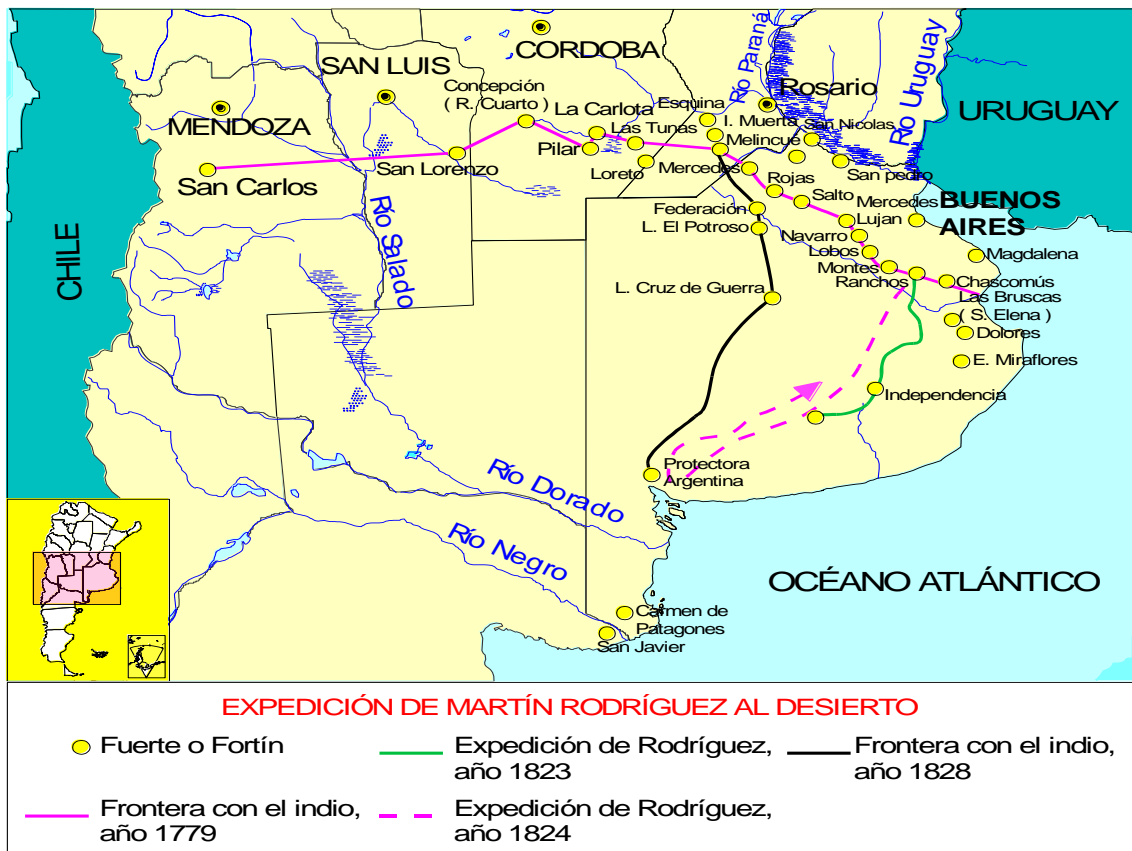 CORDOBA
SAN LUIS
Concepción
( R. Cuarto )
La Carlota
Esquina
Río Paraná
Rosario
Río Uruguay
URUGUAY
MENDOZA
I. Muerta
San Nicolas
Las Tunas
Melincue
Pilar
San Carlos
San Lorenzo
Loreto
Mercedes
San pedro
Rojas
Salto
Mercedes
BUENOS
AIRES
Federación
Lujan
L. El Potroso
Navarro
Lobos
Magdalena
Montes
Ranchos
Chascomús
Las Bruscas
( S. Elena )
Dolores
CHILE
Río Salado
L. Cruz de Guerra
E. Miraflores
Independencia
Protectora
Argentina
Río Dorado
Río Negro
OCÉANO ATLÁNTICO
Carmen de
Patagones
San Javier
EXPEDICIÓN DE MARTÍN RODRÍGUEZ AL DESIERTO
Fuerte o Fortín
Expedición de Rodríguez,
año 1823
Frontera con el indio,
año 1828
Frontera con el indio,
año 1779
Expedición de Rodríguez,
año 1824